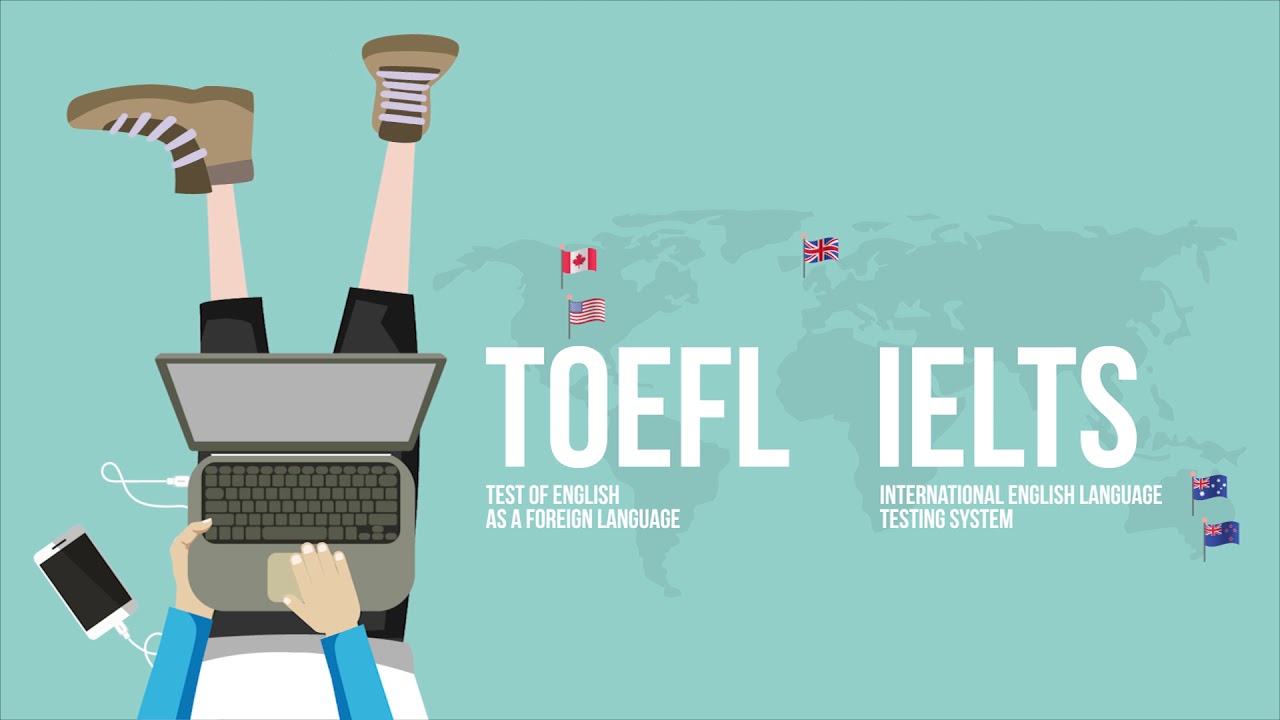 TOEFL
TEST OF ENGLISH
AS A FOREIGN LANGUAGE
IELTS
INTERNATIONAL ENGLISH LANGUAGE
TESTING SYSTEM